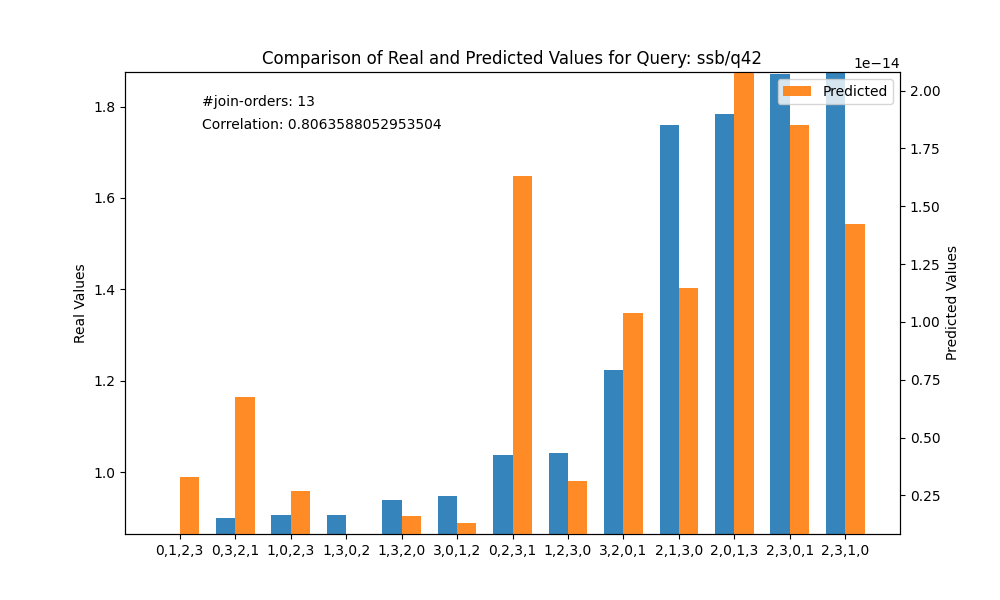 Comparison of Real and Predicted Values for Query: ssb/q42
1e−14
#join-orders: 13
Correlation: 0.8063588052953504
Predicted
Real Values
1.8
1.6
1.4
1.2
1.0
2.00
1.75
1.50
1.25
1.00
0.75
0.50
0.25
Predicted Values
0,1,2,3 0,3,2,1 1,0,2,3 1,3,0,2 1,3,2,0 3,0,1,2 0,2,3,1 1,2,3,0 3,2,0,1 2,1,3,0 2,0,1,3 2,3,0,1 2,3,1,0